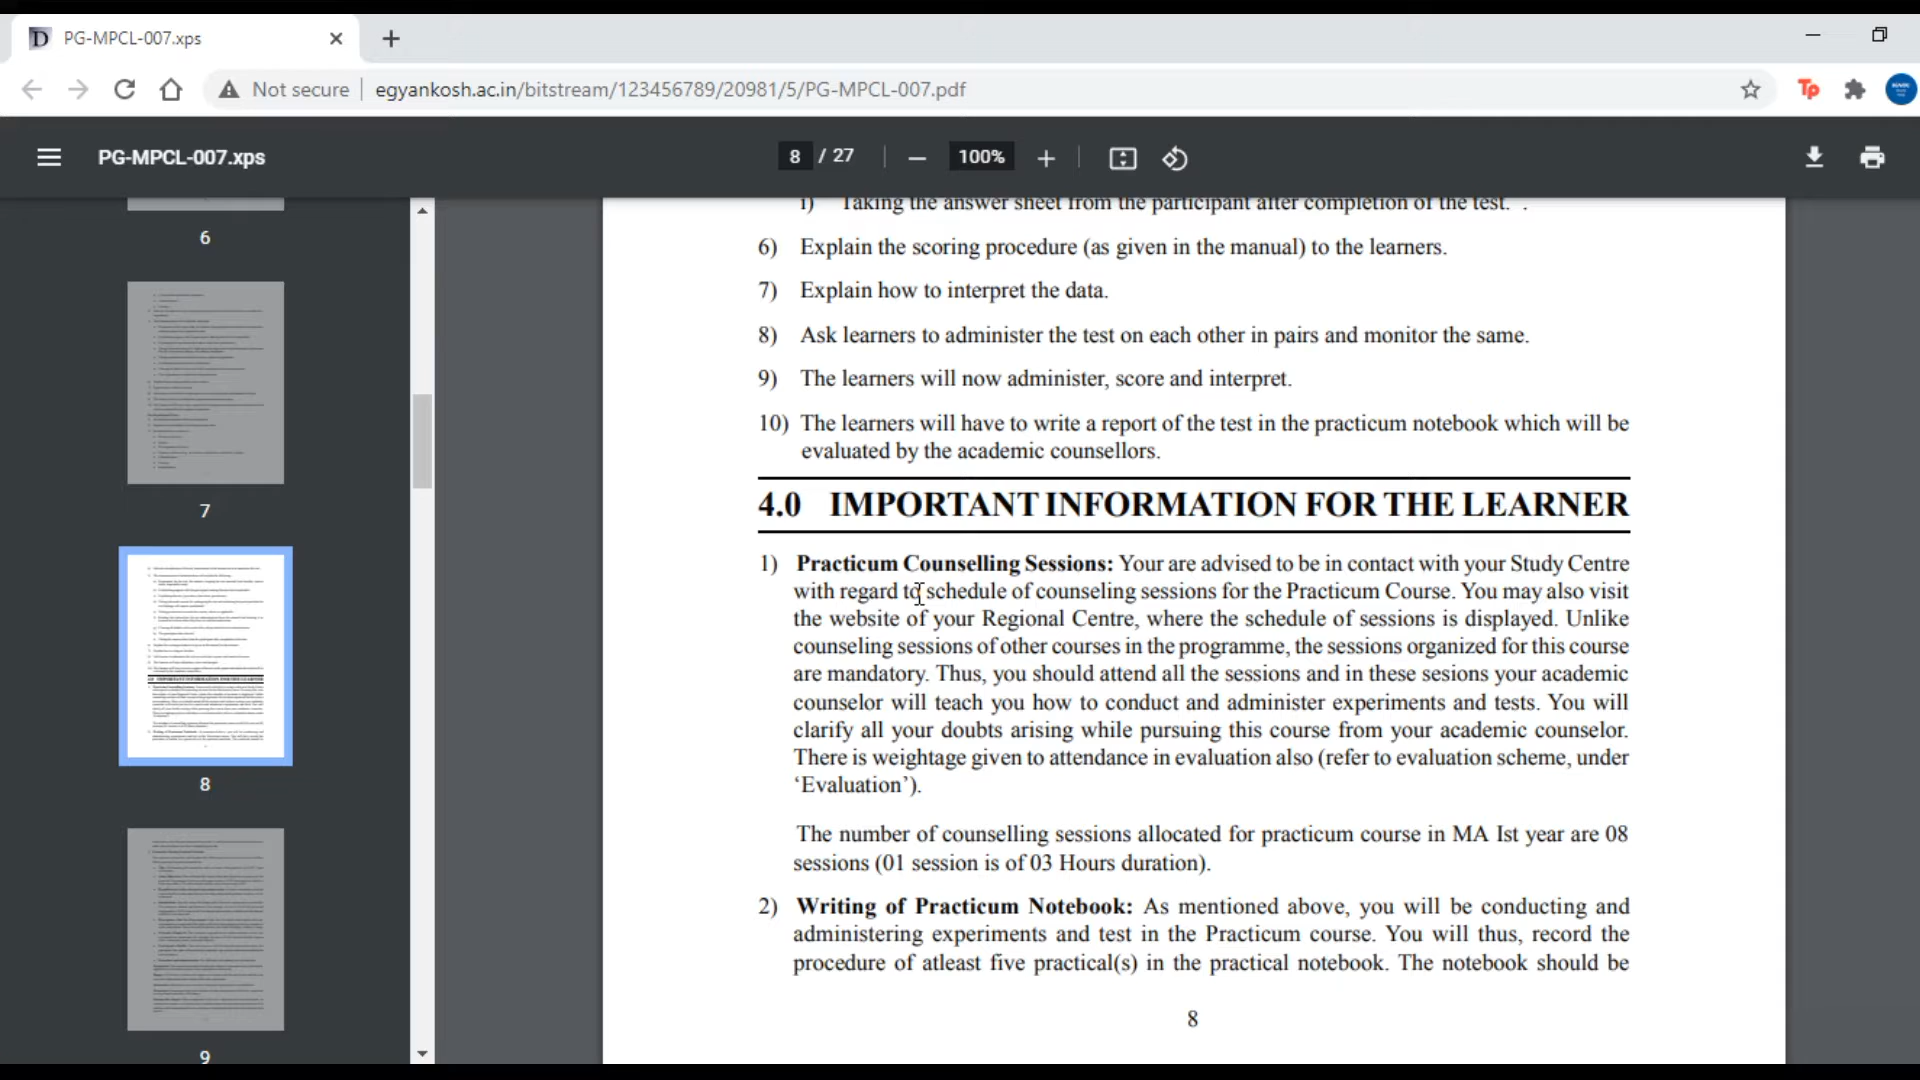 PG-MPCL-007.xps
Not secure
egyankosh.ac.in/bitstream/123456789/20981/5/PG-MPCL-007.pdf
Tp
PG-MPCL-007.xps
8 / 27
100%
6
7
8
9
i) Taking the answer sheet from the participant after completion of the test. .
6) Explain the scoring procedure (as given in the manual) to the learners.
7) Explain how to interpret the data.
8) Ask learners to administer the test on each other in pairs and monitor the same.
9) The learners will now administer, score and interpret.
10) The learners will have to write a report of the test in the practicum notebook which will be
evaluated by the academic counsellors.
4.0 IMPORTANT INFORMATION FOR THE LEARNER
1) Practicum Counselling Sessions: Your are advised to be in contact with your Study Centre
with regard to schedule of counseling sessions for the Practicum Course. You may also visit
the website of your Regional Centre, where the schedule of sessions is displayed. Unlike
counseling sessions of other courses in the programme, the sessions organized for this course
are mandatory. Thus, you should attend all the sessions and in these sesions your academic
counselor will teach you how to conduct and administer experiments and tests. You will
clarify all your doubts arising while pursuing this course from your academic counselor.
There is weightage given to attendance in evaluation also (refer to evaluation scheme, under
‘Evaluation’).
The number of counselling sessions allocated for practicum course in MA Ist year are 08
sessions (01 session is of 03 Hours duration).
2) Writing of Practicum Notebook: As mentioned above, you will be conducting and
administering experiments and test in the Practicum course. You will thus, record the
procedure of atleast five practical(s) in the practical notebook. The notebook should be
8